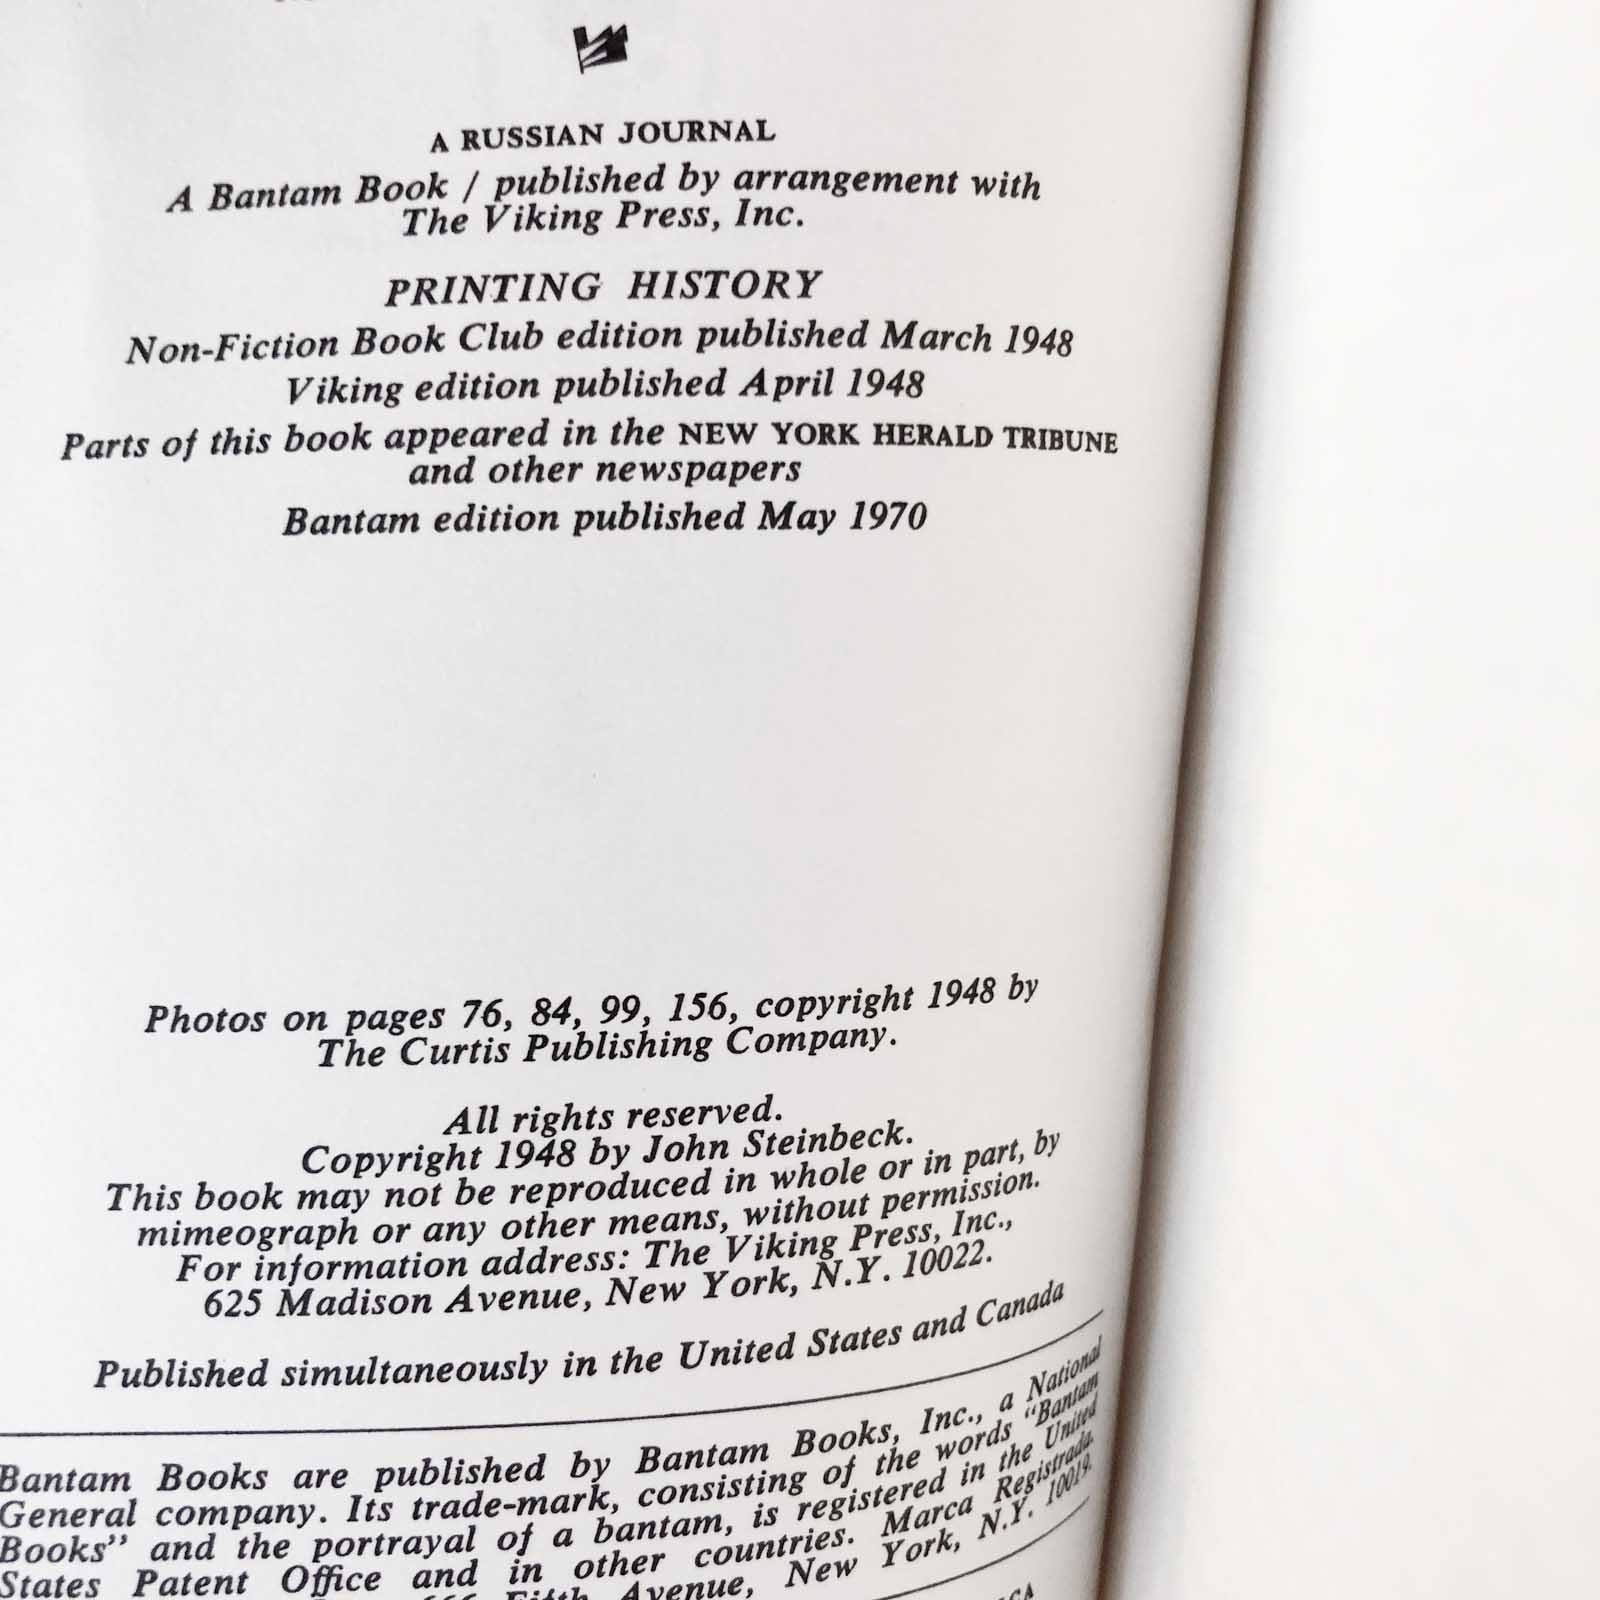 A RUSSIAN JOURNAL
A Bantam Book / published by arrangement with
The Viking Press, Inc.
PRINTING HISTORY
Non-Fiction Book Club edition published March 1948
Viking edition published April 1948
Parts of this book appeared in the NEW YORK HERALD TRIBUNE
and other newspapers
Bantam edition published May 1970
Photos on pages 76, 84, 99, 156, copyright 1948 by
The Curtis Publishing Company.
All rights reserved.
Copyright 1948 by John Steinbeck.
This book may not be reproduced in whole or in part, by
mimeograph or any other means, without permission.
For information address: The Viking Press, Inc.,
625 Madison Avenue, New York, N.Y. 10022.
Published simultaneously in the United States and Canada
Bantam Books are published by Bantam Books, Inc., a National
General company. Its trade-mark, consisting of the words "Bantam
Books" and the portrayal of a bantam, is registered in the United
States Patent Office and in other countries. Marca Registrada.
Fifth Avenue, New York, N.Y. 10019.